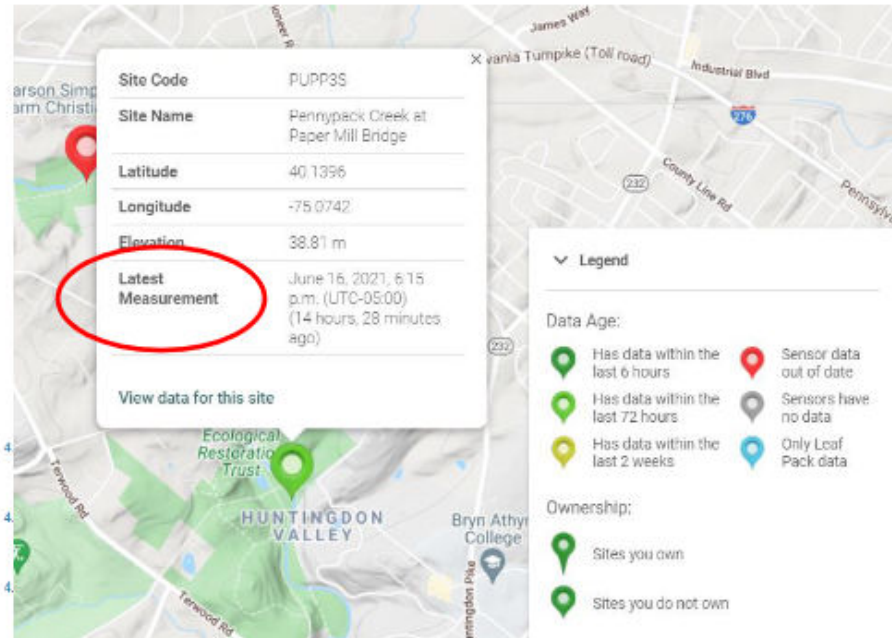 James Way
vania Turnpike (Toll road)
Industrial Blvd
276
232
County Line Rd
Pennsylv
arson Simp
arm Christi
×
Site Code PUPP3S
Site Name Pennypack Creek at
Paper Mill Bridge
Latitude 40.1396
Longitude -75.0742
Elevation 38.81 m
Latest June 16, 2021, 6:15
Measurement p.m. (UTC-05:00)
(14 hours, 28 minutes
ago)
View data for this site
232
Ecological
Restoratio
Trust
Terwood Rd
HUNTINGDON
VALLEY
Bryn Athy
College
Terwood Rd
ntingdon Pike
4
4.
4.
Legend
Data Age:
Has data within the
last 6 hours
Sensor data
out of date
Has data within the
last 72 hours
Sensors have
no data
Has data within the
last 2 weeks
Only Leaf
Pack data
Ownership:
Sites you own
Sites you do not own